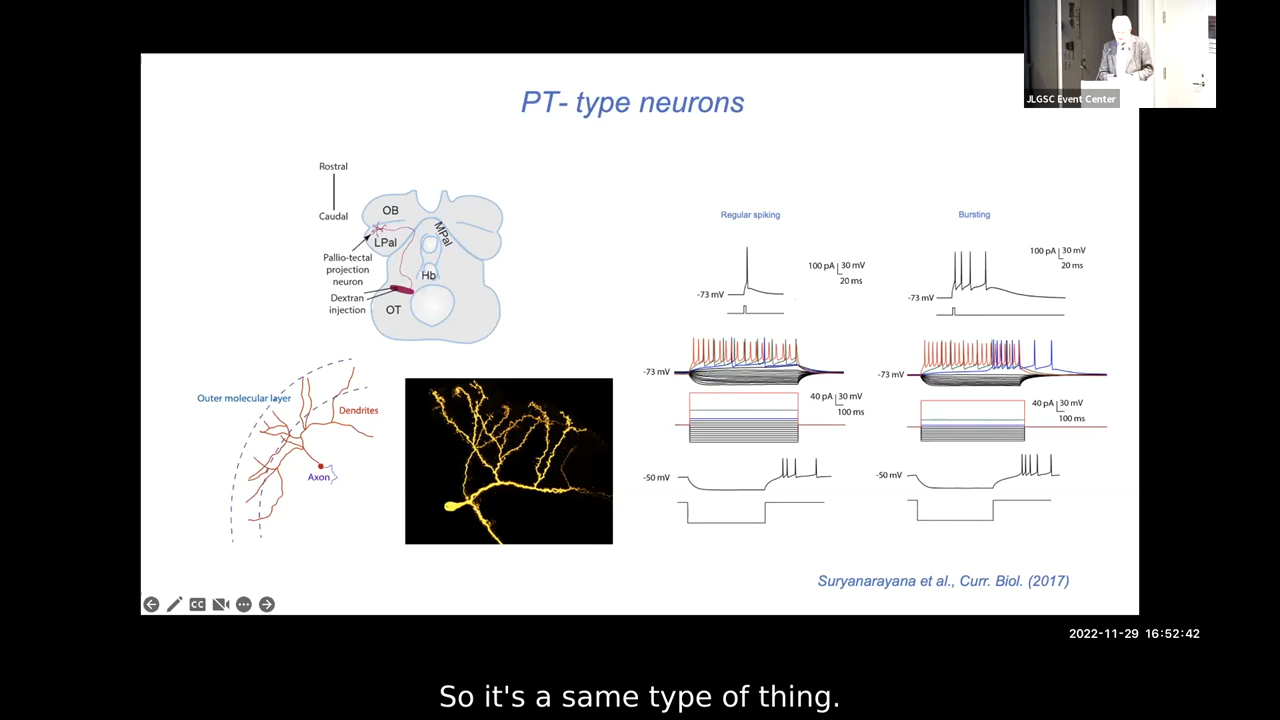 JLGSC Event Center
PT- type neurons
Rostral
Caudal
OB
LPal
MPal
Hb
OT
Pallio-tectal
projection
neuron
Dextran
injection
Outer molecular layer
Dendrites
Axon
Regular spiking
100 pA 30 mV
20 ms
-73 mV
-73 mV
40 pA 30 mV
100 ms
-50 mV
Bursting
100 pA 30 mV
20 ms
-73 mV
-73 mV
40 pA 30 mV
100 ms
-50 mV
Suryanarayana et al., Curr. Biol. (2017)
CC
2022-11-29 16:52:42
So it's a same type of thing.